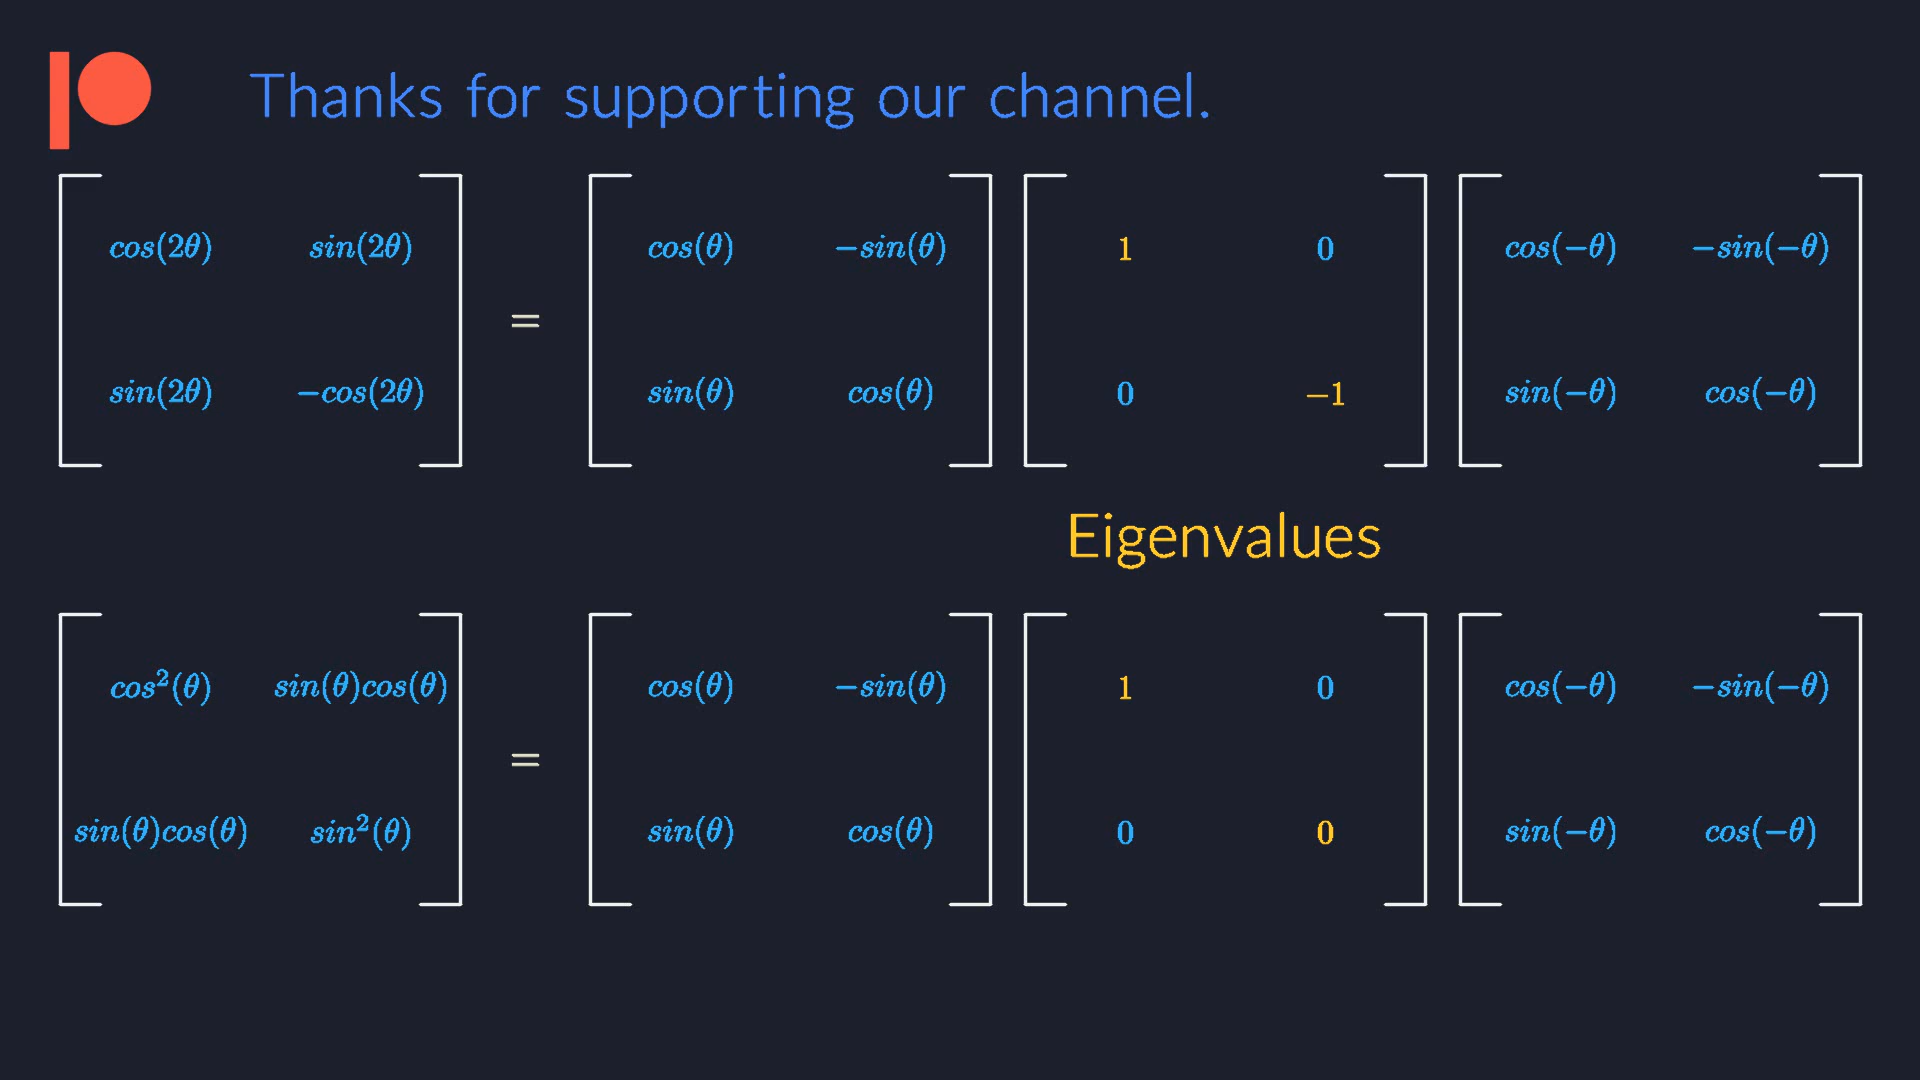 Thanks for supporting our channel.
cos(2θ) sin(2θ) cos(θ) −sin(θ) 1 0 cos(−θ) −sin(−θ)
=
sin(2θ) −cos(2θ) sin(θ) cos(θ) 0 −1 sin(−θ) cos(−θ)
Eigenvalues
cos²(θ) sin(θ)cos(θ) cos(θ) −sin(θ) 1 0 cos(−θ) −sin(−θ)
=
sin(θ)cos(θ) sin²(θ) sin(θ) cos(θ) 0 0 sin(−θ) cos(−θ)